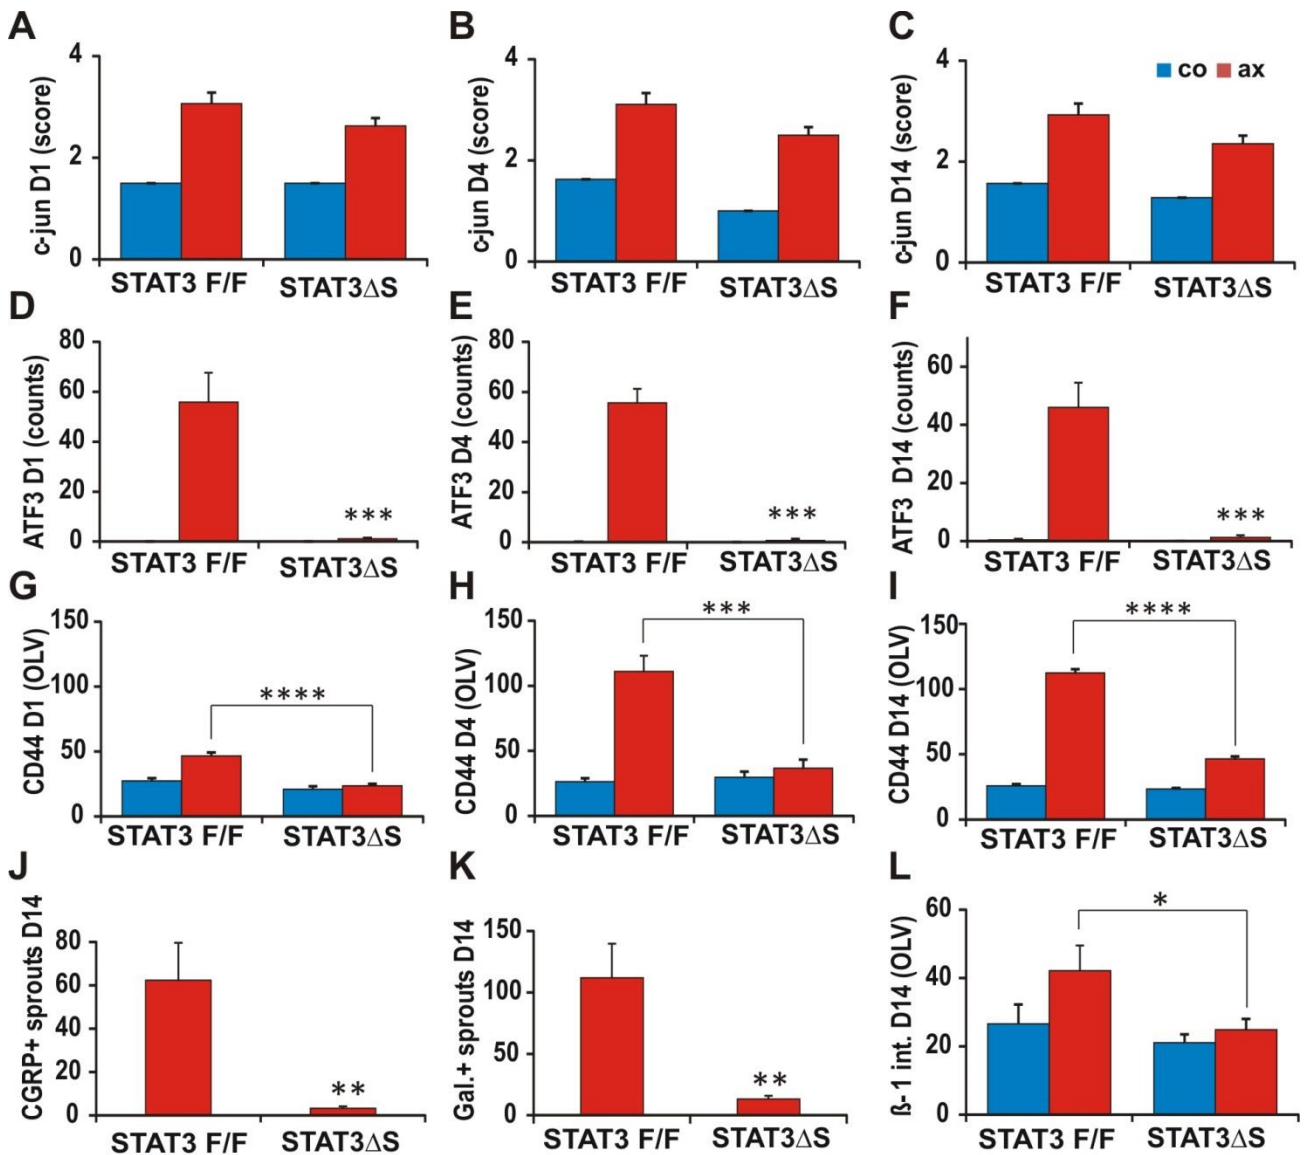 A
c-jun D1 (score)
4
2
0
STAT3 F/F
STAT3ΔS
B
c-jun D4 (score)
4
2
0
STAT3 F/F
STAT3ΔS
C
c-jun D14 (score)
4
2
0
co ax
STAT3 F/F
STAT3ΔS
D
ATF3 D1 (counts)
80
60
40
20
0
***
STAT3 F/F
STAT3ΔS
E
ATF3 D4 (counts)
80
60
40
20
0
***
STAT3 F/F
STAT3ΔS
F
ATF3 D14 (counts)
60
40
20
0
***
STAT3 F/F
STAT3ΔS
G
CD44 D1 (OLV)
150
100
50
0
****
STAT3 F/F
STAT3ΔS
H
CD44 D4 (OLV)
150
100
50
0
***
STAT3 F/F
STAT3ΔS
I
CD44 D14 (OLV)
150
100
50
0
****
STAT3 F/F
STAT3ΔS
J
CGRP+ sprouts D14
80
60
40
20
0
**
STAT3 F/F
STAT3ΔS
K
Gal.+ sprouts D14
150
100
50
0
**
STAT3 F/F
STAT3ΔS
L
ß- 1 int. D14 (OLV)
60
40
20
0
*
STAT3 F/F
STAT3ΔS